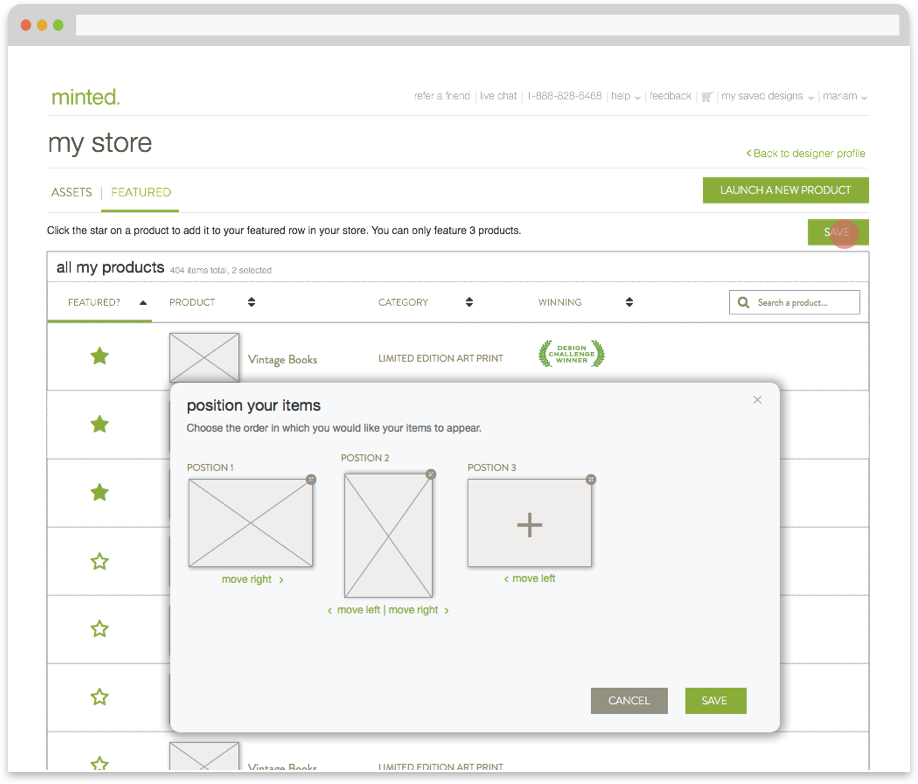 minted.
refer a friend | live chat | 1-888-828-6468 | help | feedback | my saved designs | mariam
my store
Back to designer profile
ASSETS | FEATURED
LAUNCH A NEW PRODUCT
Click the star on a product to add it to your featured row in your store. You can only feature 3 products.
SAVE
all my products 404 items total, 2 selected
FEATURED? PRODUCT CATEGORY WINNING Search a product...
Vintage Books LIMITED EDITION ART PRINT
DESIGN
CHALLENGE
WINNER
position your items
Choose the order in which you would like your items to appear.
POSTION 1
POSTION 2
POSTION 3
move right >
< move left | move right >
< move left
CANCEL SAVE
Vintage Books LIMITED EDITION ART PRINT